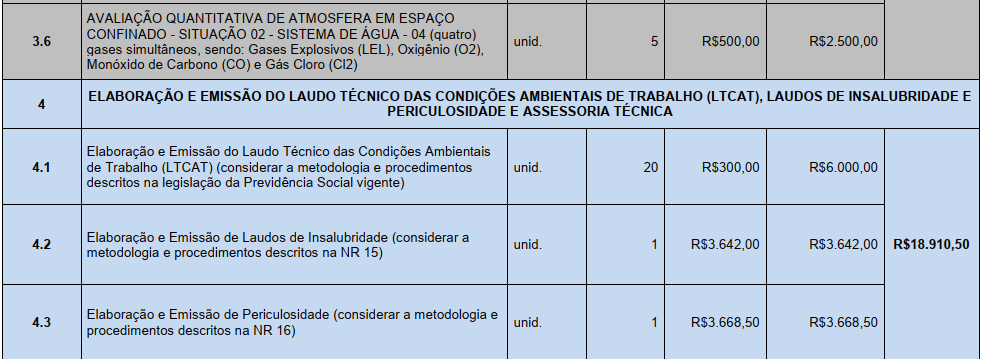 AVALIAÇÃO QUANTITATIVA DE ATMOSFERA EM ESPAÇO
CONFINADO - SITUAÇÃO 02 - SISTEMA DE ÁGUA - 04 (quatro)
3.6 gases simultâneos, sendo: Gases Explosivos (LEL), Oxigênio (O2), unid. 5 R$500,00 R$2.500,00
Monóxido de Carbono (CO) e Gás Cloro (Cl2)
4 ELABORAÇÃO E EMISSÃO DO LAUDO TÉCNICO DAS CONDIÇÕES AMBIENTAIS DE TRABALHO (LTCAT), LAUDOS DE INSALUBRIDADE E
PERICULOSIDADE E ASSESSORIA TÉCNICA
Elaboração e Emissão do Laudo Técnico das Condições Ambientais
4.1 de Trabalho (LTCAT) (considerar a metodologia e procedimentos unid. 20 R$300,00 R$6.000,00
descritos na legislação da Previdência Social vigente)
4.2 Elaboração e Emissão de Laudos de Insalubridade (considerar a unid. 1 R$3.642,00 R$3.642,00 R$18.910,50
metodologia e procedimentos descritos na NR 15)
4.3 Elaboração e Emissão de Periculosidade (considerar a metodologia e unid. 1 R$3.668,50 R$3.668,50
procedimentos descritos na NR 16)